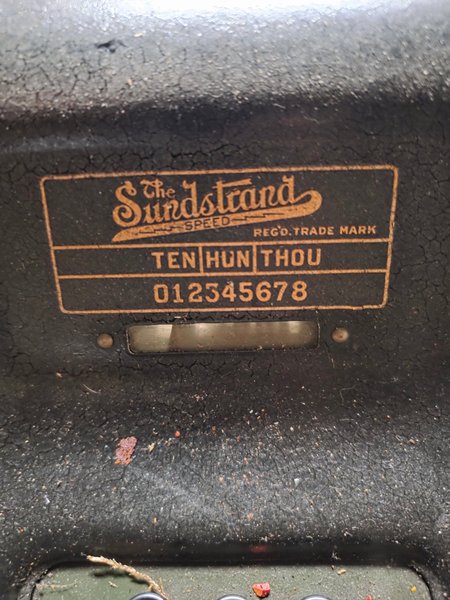 The
Sundstrand
SPEED
REG'D. TRADE MARK
TEN HUN THOU
012345678